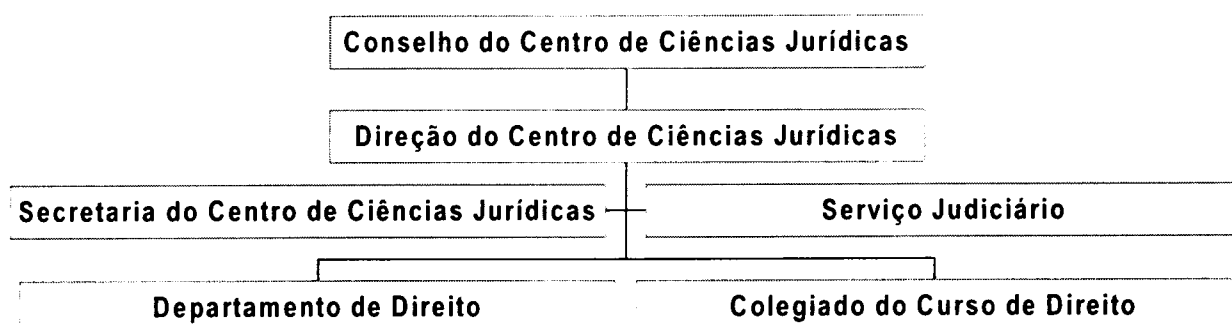 Conselho do Centro de Ciências Jurídicas
Direção do Centro de Ciências Jurídicas
Secretaria do Centro de Ciências Jurídicas
Serviço Judiciário
Departamento de Direito
Colegiado do Curso de Direito